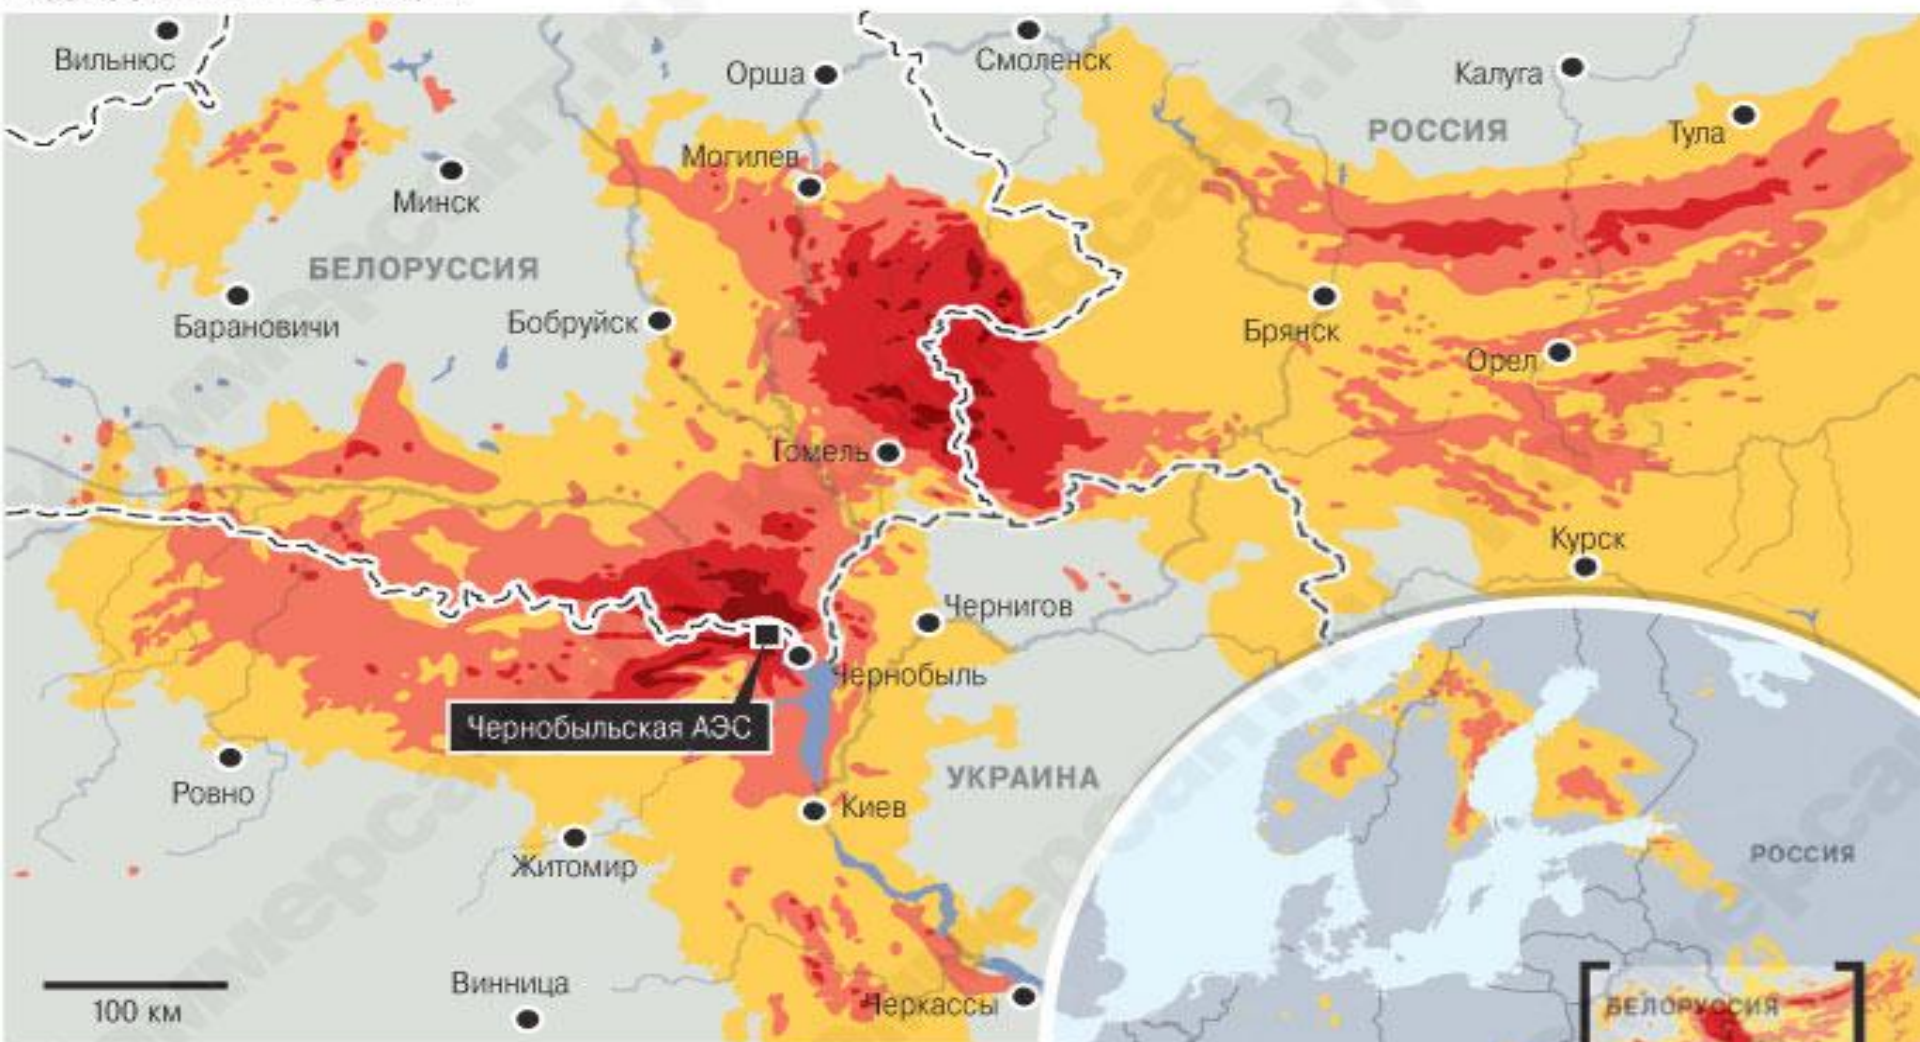 Вильнюс
Орша
Смоленск
Калуга
Тула
РОССИЯ
Могилев
Минск
БЕЛОРУССИЯ
Барановичи
Бобруйск
Брянск
Орел
Гомель
Курск
Чернигов
Чернобыль
Чернобыльская АЭС
Ровно
УКРАИНА
Киев
Житомир
РОССИЯ
Винница
Черкассы
100 км
БЕЛОРУССИЯ